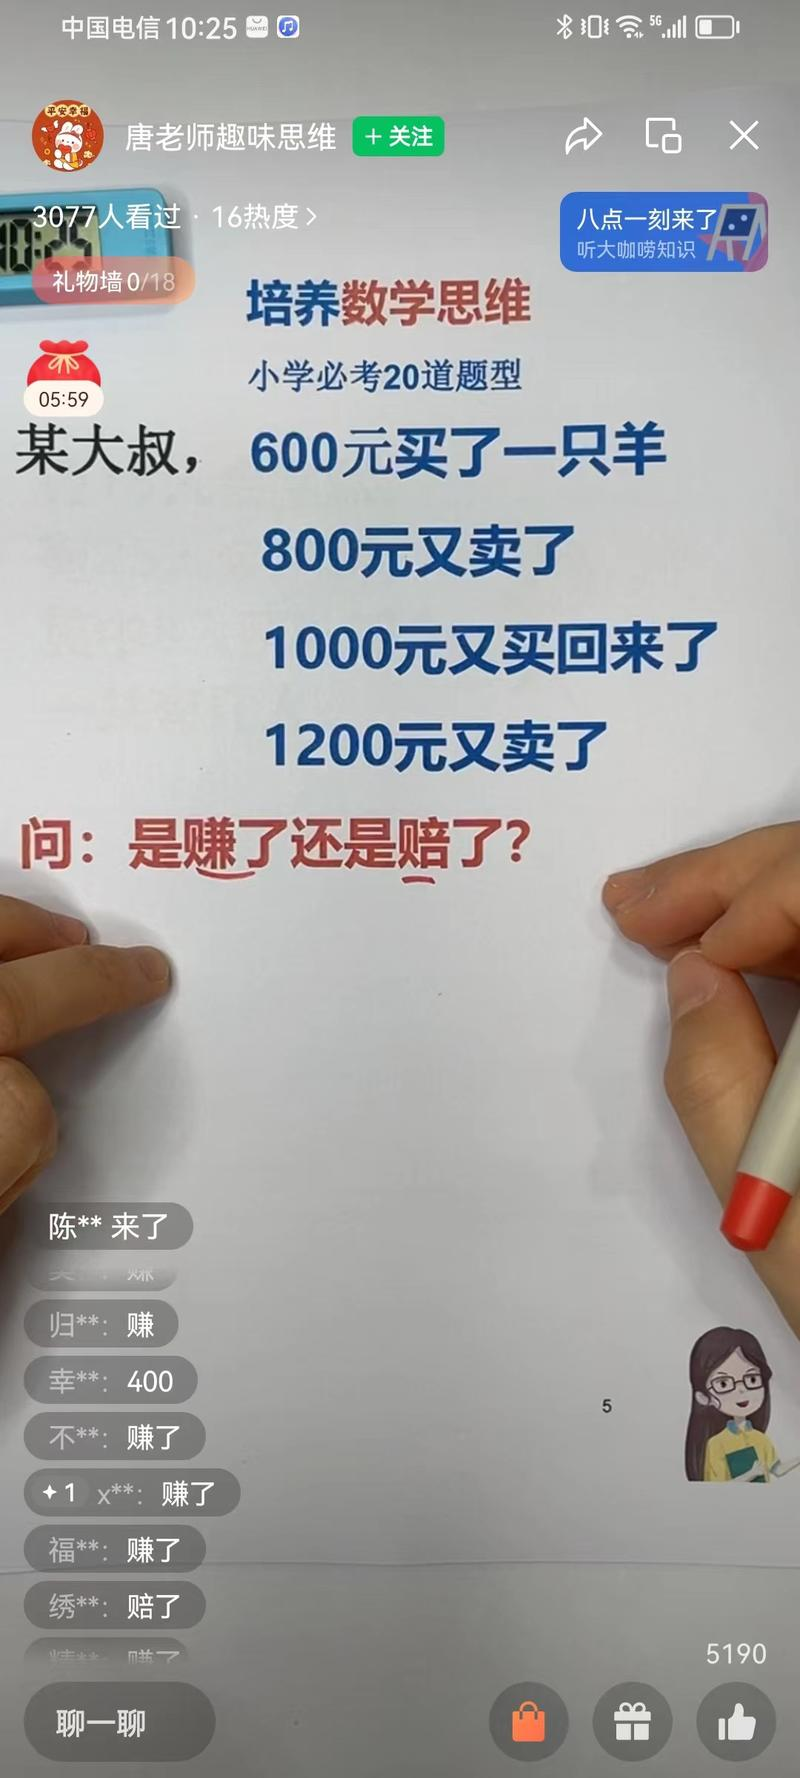 中国电信 10:25
HUAWEI
5G
平安幸福
唐老师趣味思维
+ 关注
3077人看过 · 16热度 >
八点一刻来了
听大咖唠知识
礼物墙 0/18
培养数学思维
小学必考20道题型
05:59
某大叔， 600元买了一只羊
800元又卖了
1000元又买回来了
1200元又卖了
问：是赚了还是赔了？
陈** 来了
归**： 赚
幸**： 400
5
不**： 赚了
1 x**： 赚了
福**： 赚了
绣**： 赔了
5190
聊一聊